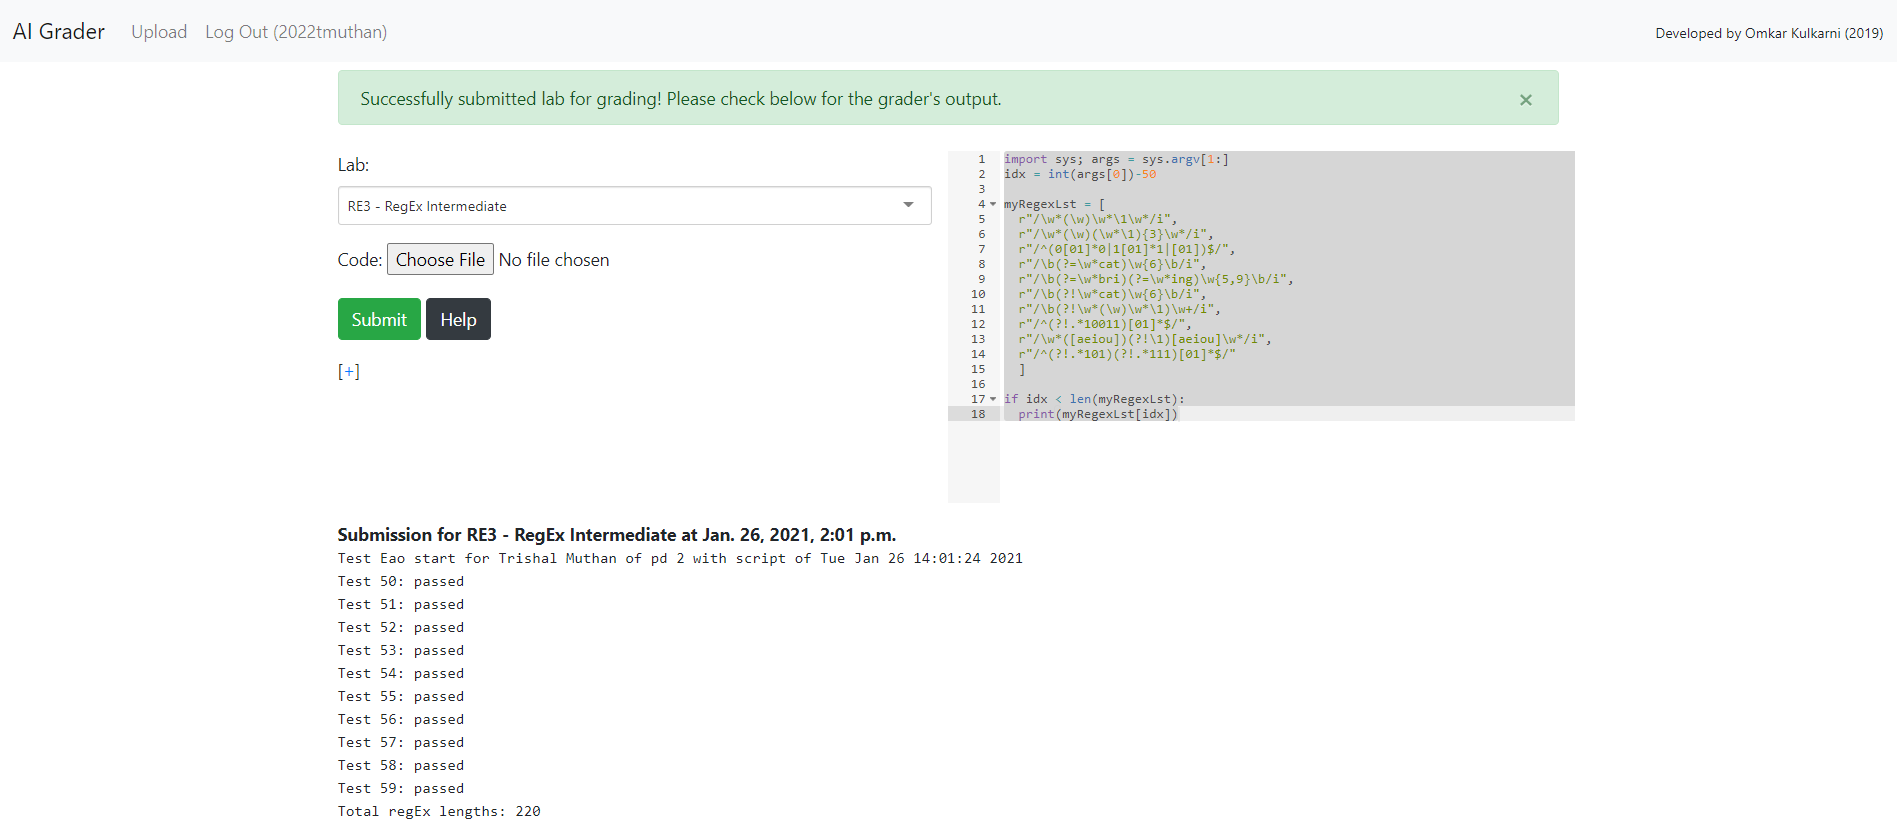 AI Grader Upload Log Out (2022tmuthan) Developed by Omkar Kulkarni (2019)
Successfully submitted lab for grading! Please check below for the grader's output. ×
Lab:
RE3 - RegEx Intermediate
Code: Choose File No file chosen
Submit Help
[+]
1 import sys; args = sys.argv[1:]
2 idx = int(args[0])-50
3
4 myRegexLst = [
5   r"/\w*(\w)\w*\1\w*/i",
6   r"/\w*(\w)(\w*\1){3}\w*/i",
7   r"/^(0[01]*0|1[01]*1|[01])$/",
8   r"/\b(?=\w*cat)\w{6}\b/i",
9   r"/\b(?=\w*bri)(?=\w*ing)\w{5,9}\b/i",
10   r"/\b(?!\w*cat)\w{6}\b/i",
11   r"/\b(?!\w*(\w)\w*\1)\w+/i",
12   r"/^(?!.*10011)[01]*$/",
13   r"/\w*([aeiou])(?!\1)[aeiou]\w*/i",
14   r"/^(?!.*101)(?!.*111)[01]*$/"
15   ]
16
17 if idx < len(myRegexLst):
18   print(myRegexLst[idx])
Submission for RE3 - RegEx Intermediate at Jan. 26, 2021, 2:01 p.m.
Test Eao start for Trishal Muthan of pd 2 with script of Tue Jan 26 14:01:24 2021
Test 50: passed
Test 51: passed
Test 52: passed
Test 53: passed
Test 54: passed
Test 55: passed
Test 56: passed
Test 57: passed
Test 58: passed
Test 59: passed
Total regEx lengths: 220